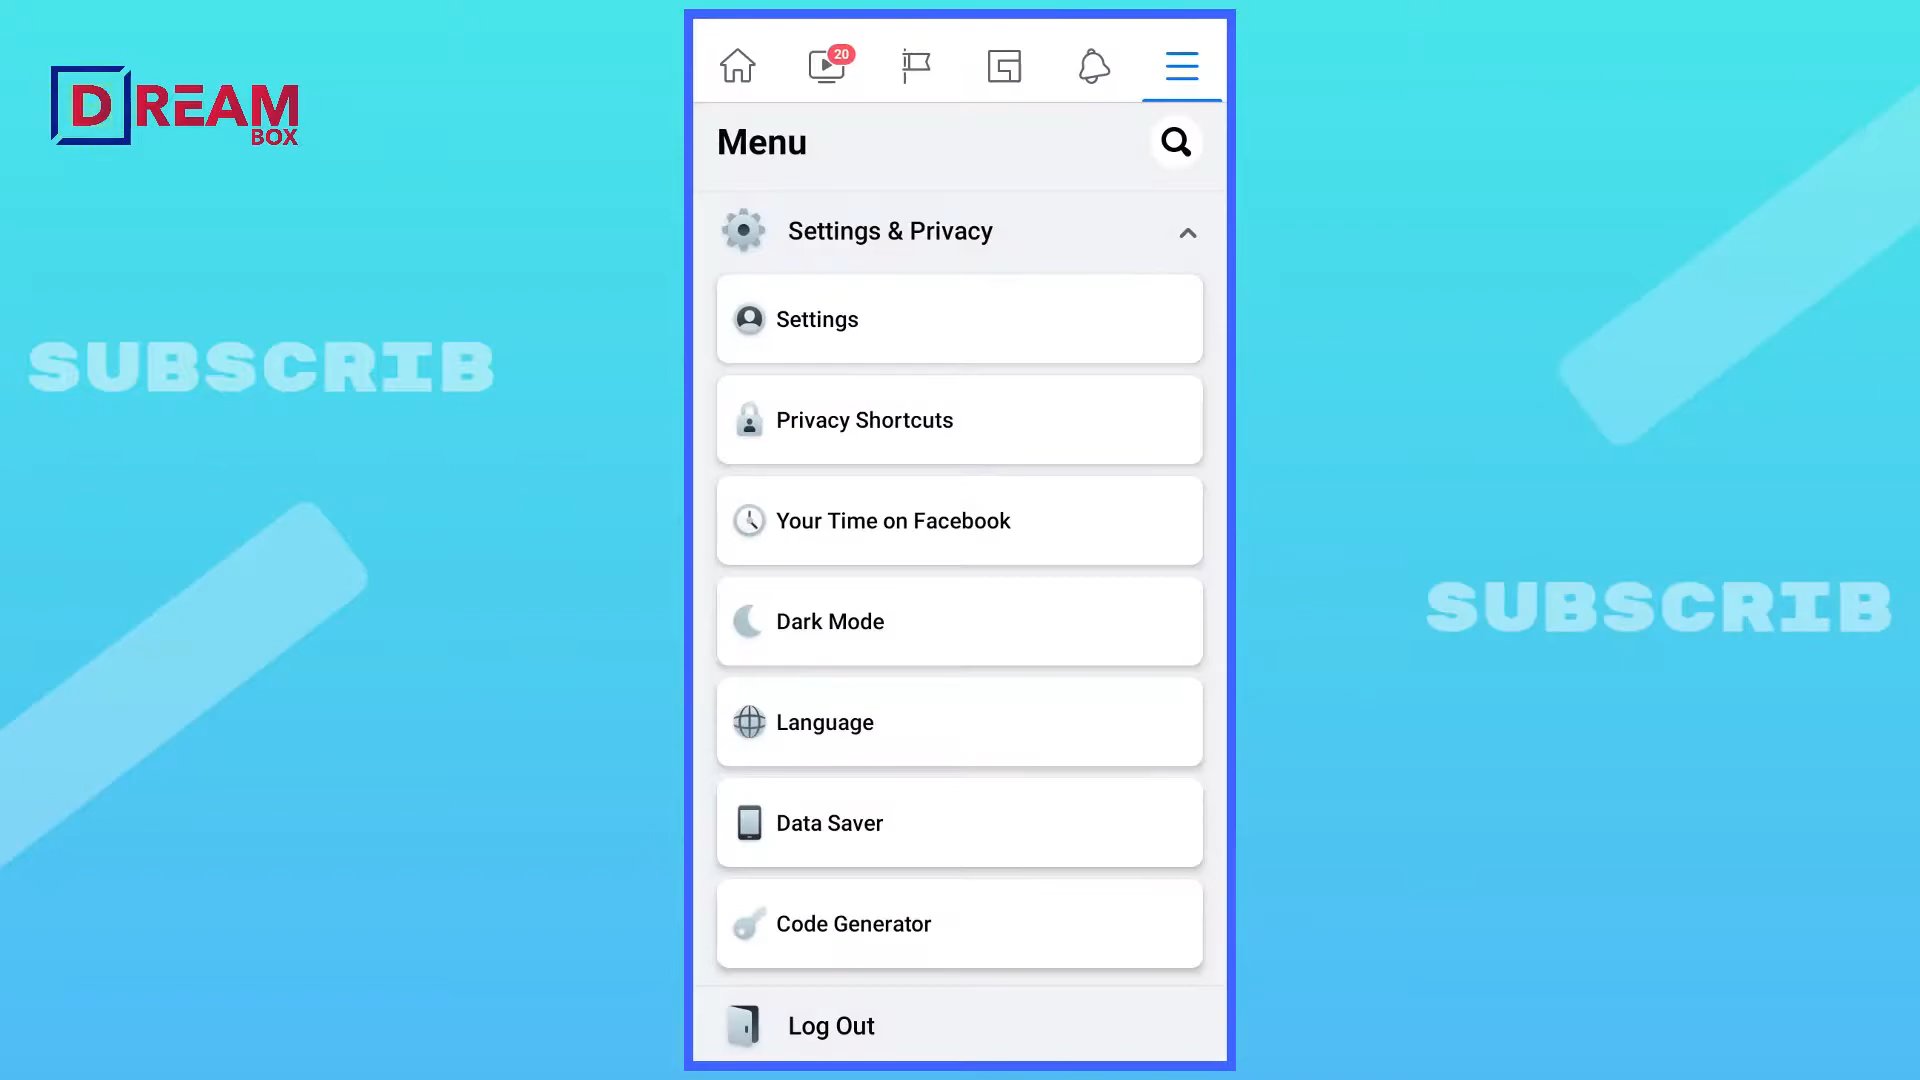 DREAM
BOX
SUBSCRIB
20
Menu
Settings & Privacy
Settings
Privacy Shortcuts
Your Time on Facebook
Dark Mode
Language
Data Saver
Code Generator
Log Out
SUBSCRIB